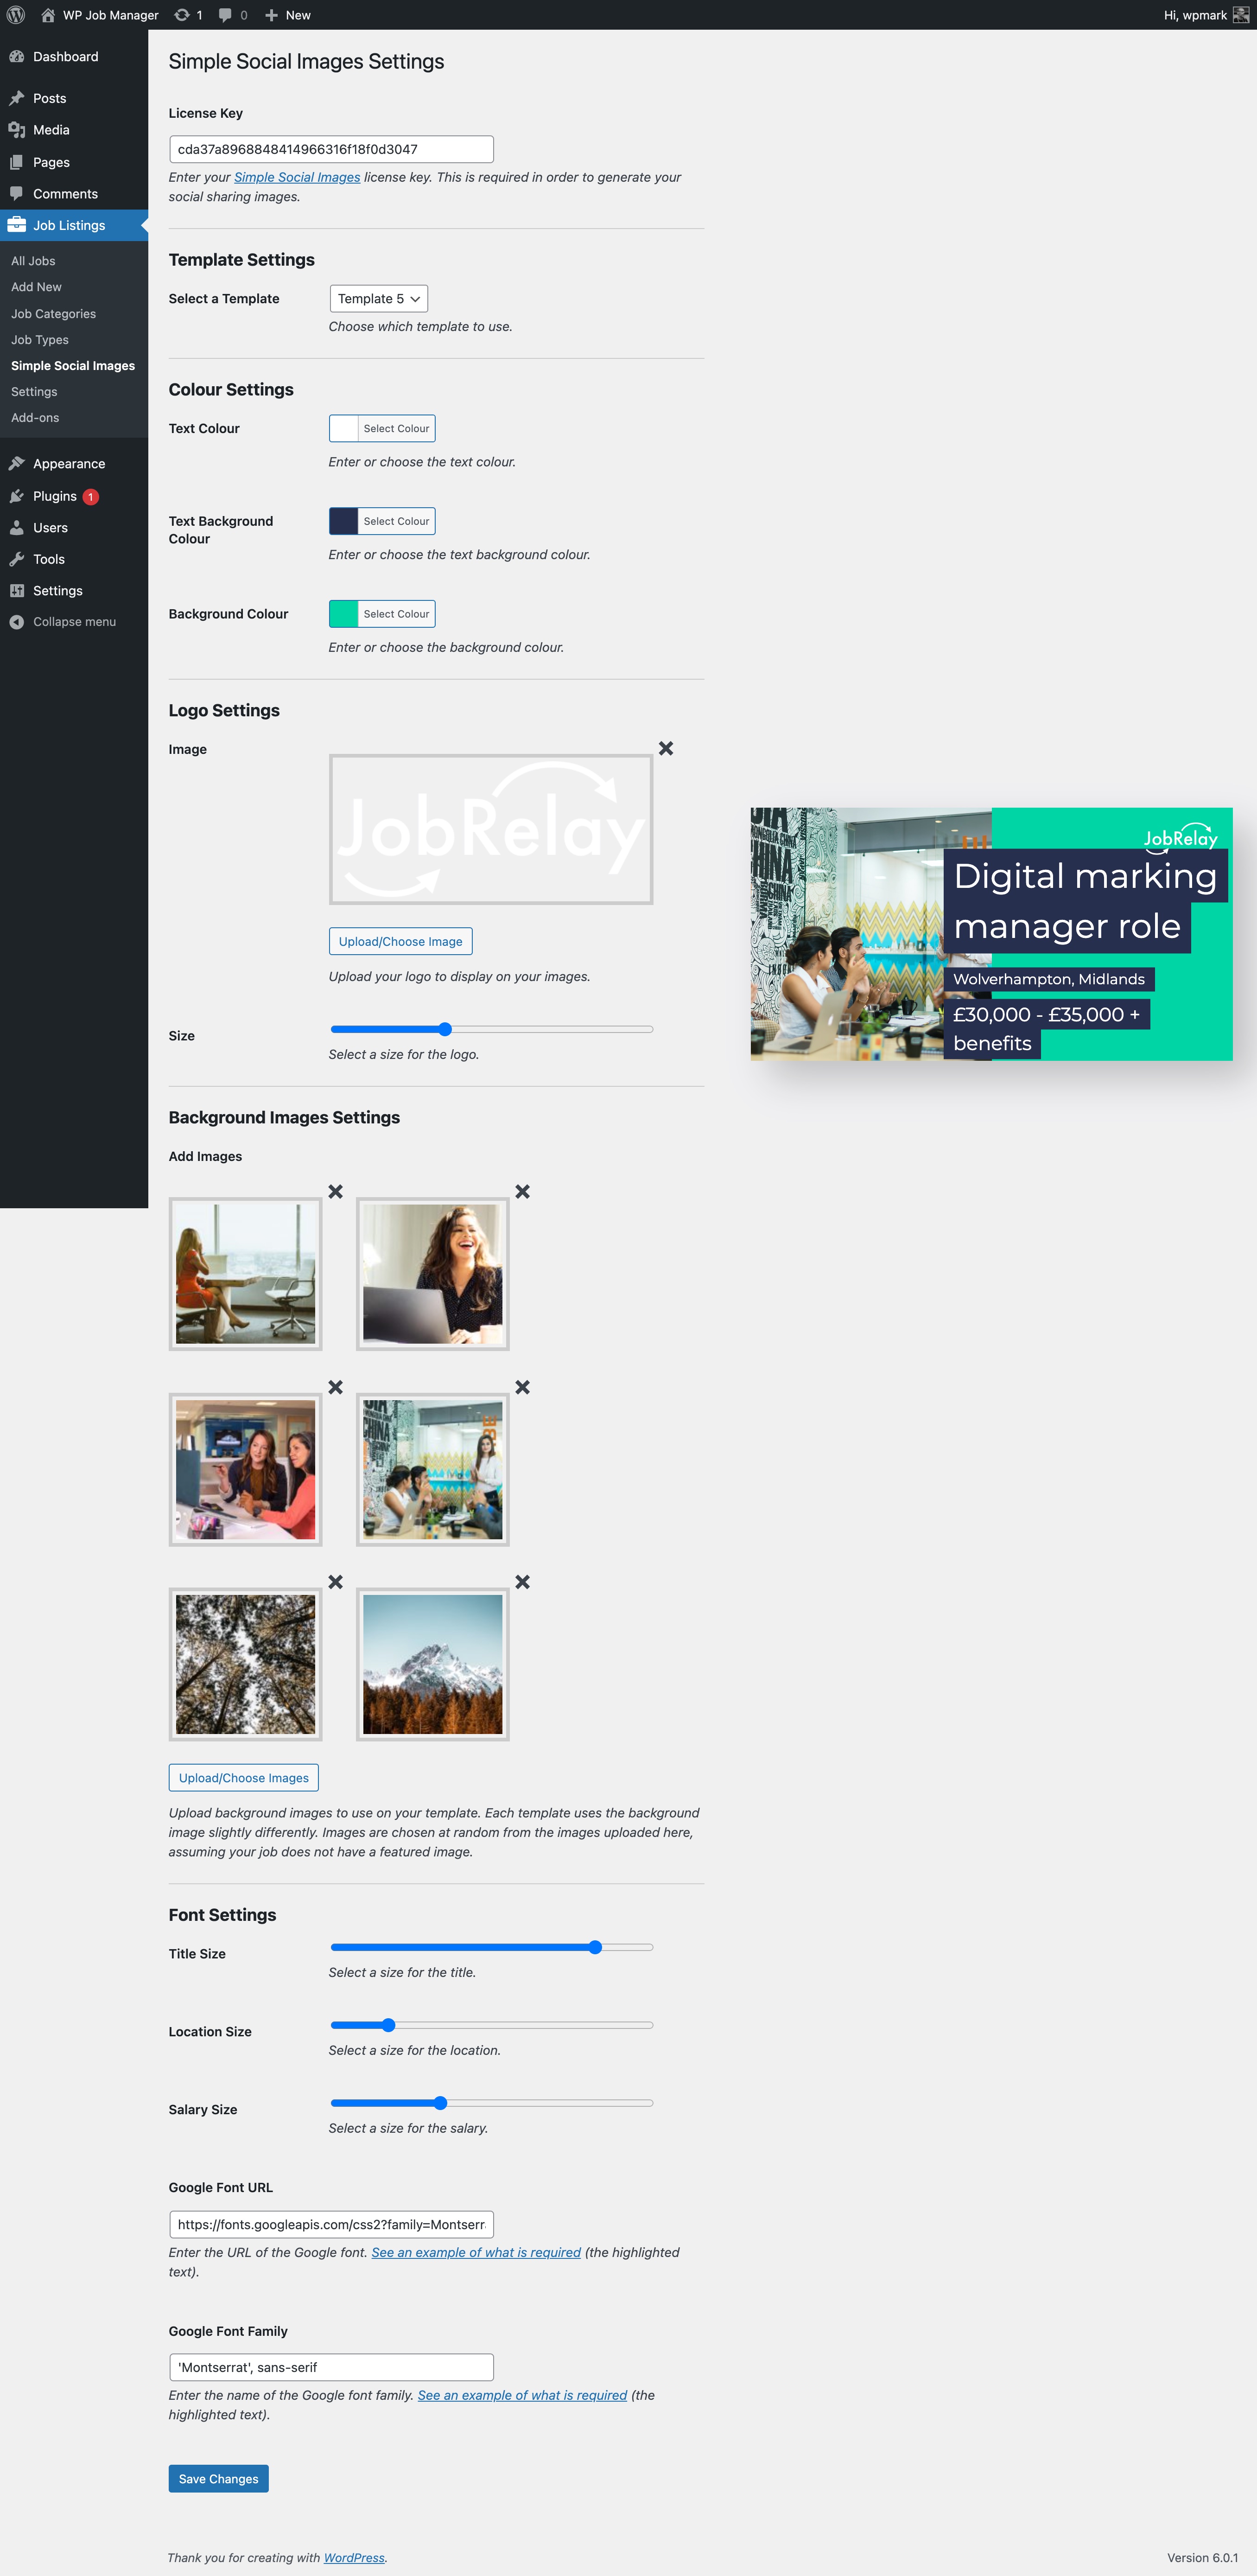 WP Job Manager 1 0 New Hi, wpmark
Dashboard
Posts
Media
Pages
Comments
Job Listings
All Jobs
Add New
Job Categories
Job Types
Simple Social Images
Settings
Add-ons
Appearance
Plugins 1
Users
Tools
Settings
Collapse menu
Simple Social Images Settings
License Key
cda37a8968848414966316f18f0d3047
Enter your Simple Social Images license key. This is required in order to generate your
social sharing images.
Template Settings
Select a Template
Template 5
Choose which template to use.
Colour Settings
Text Colour
Select Colour
Enter or choose the text colour.
Text Background
Colour
Select Colour
Enter or choose the text background colour.
Background Colour
Select Colour
Enter or choose the background colour.
Logo Settings
Image
JobRelay
Upload/Choose Image
Upload your logo to display on your images.
Size
Select a size for the logo.
CHINA
JobRelay
Digital marking
manager role
Wolverhampton, Midlands
£30,000 - £35,000 +
benefits
Background Images Settings
Add Images
CHINA
Upload/Choose Images
Upload background images to use on your template. Each template uses the background
image slightly differently. Images are chosen at random from the images uploaded here,
assuming your job does not have a featured image.
Font Settings
Title Size
Select a size for the title.
Location Size
Select a size for the location.
Salary Size
Select a size for the salary.
Google Font URL
https://fonts.googleapis.com/css2?family=Montserr
Enter the URL of the Google font. See an example of what is required (the highlighted
text).
Google Font Family
'Montserrat', sans-serif
Enter the name of the Google font family. See an example of what is required (the
highlighted text).
Save Changes
Thank you for creating with WordPress.
Version 6.0.1